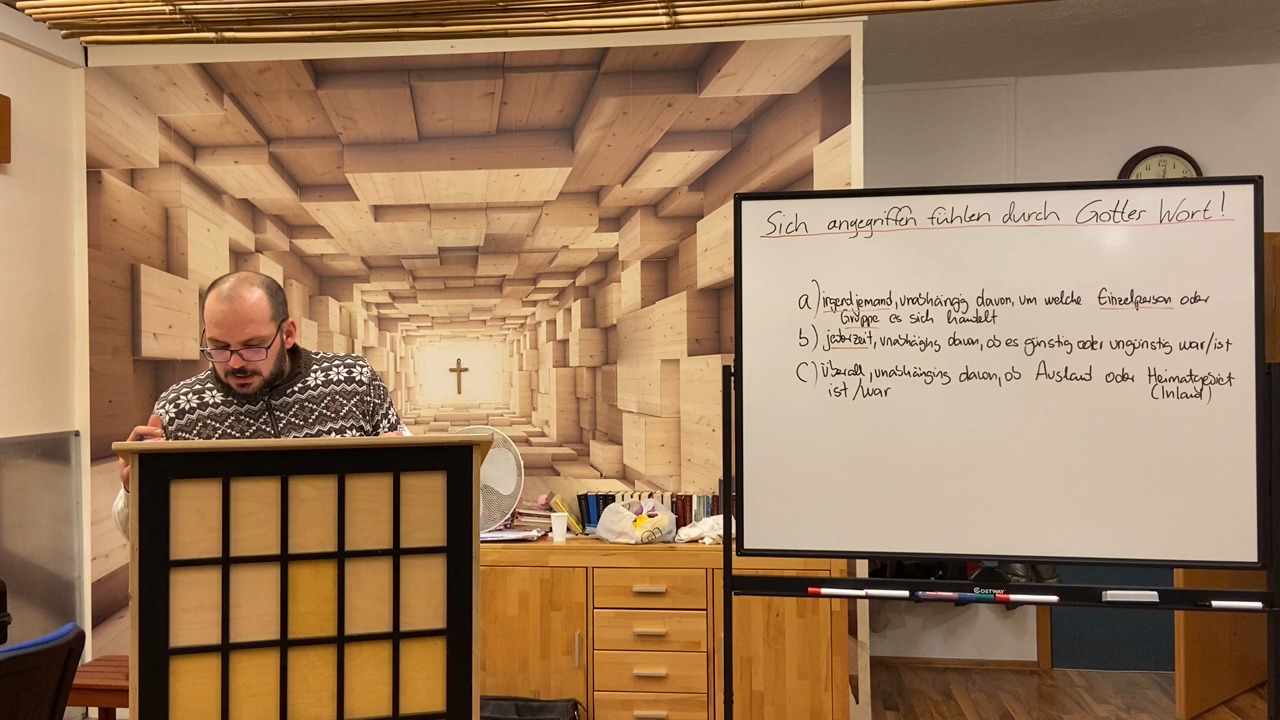 Sich angegriffen fühlen durch Gottes Wort!
a) irgendjemand, unabhängig davon, um welche Einzelperson oder
Gruppe es sich handelt
b) jederzeit, unabhängig davon, ob es günstig oder ungünstig war/ist
c) überall, unabhänging davon, ob Ausland oder Heimatgebiet
ist/war (Inland)
COSTWAY